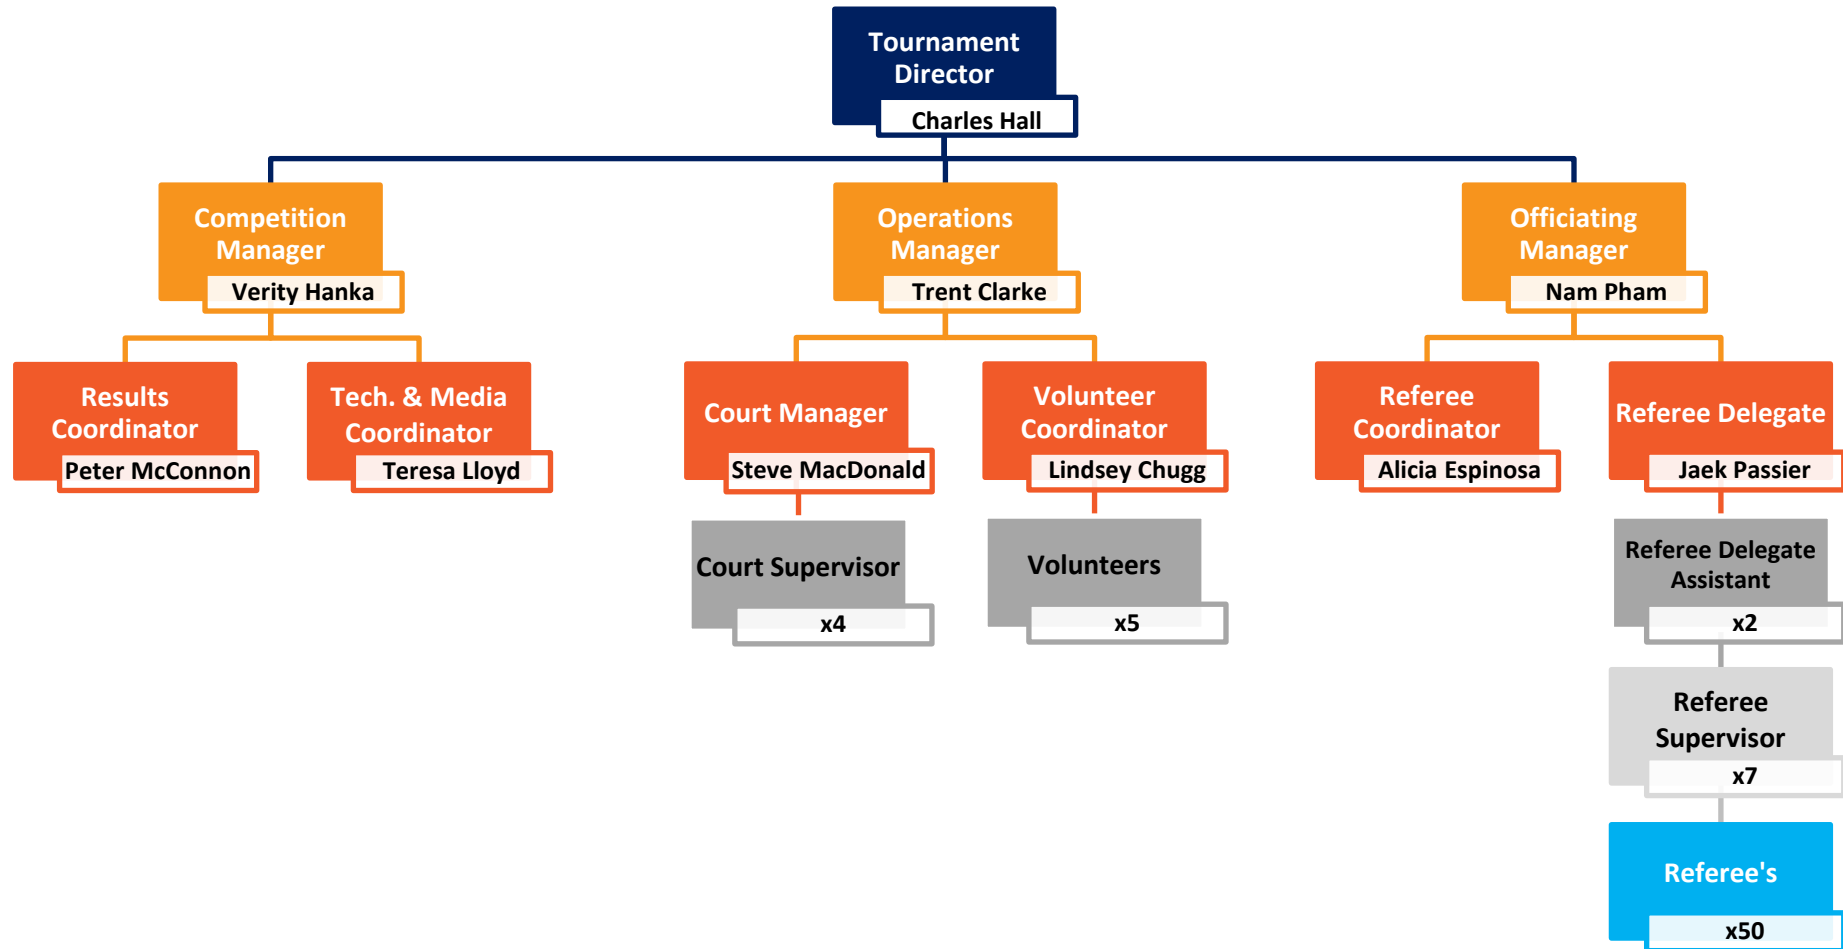 Tournament
Director
Charles Hall
Competition
Manager
Verity Hanka
Operations
Manager
Trent Clarke
Officiating
Manager
Nam Pham
Results
Coordinator
Peter McConnon
Tech. & Media
Coordinator
Teresa Lloyd
Court Manager
Steve MacDonald
Volunteer
Coordinator
Lindsey Chugg
Referee
Coordinator
Alicia Espinosa
Referee Delegate
Jaek Passier
Court Supervisor
x4
Volunteers
x5
Referee Delegate
Assistant
x2
Referee
Supervisor
x7
Referee's
x50